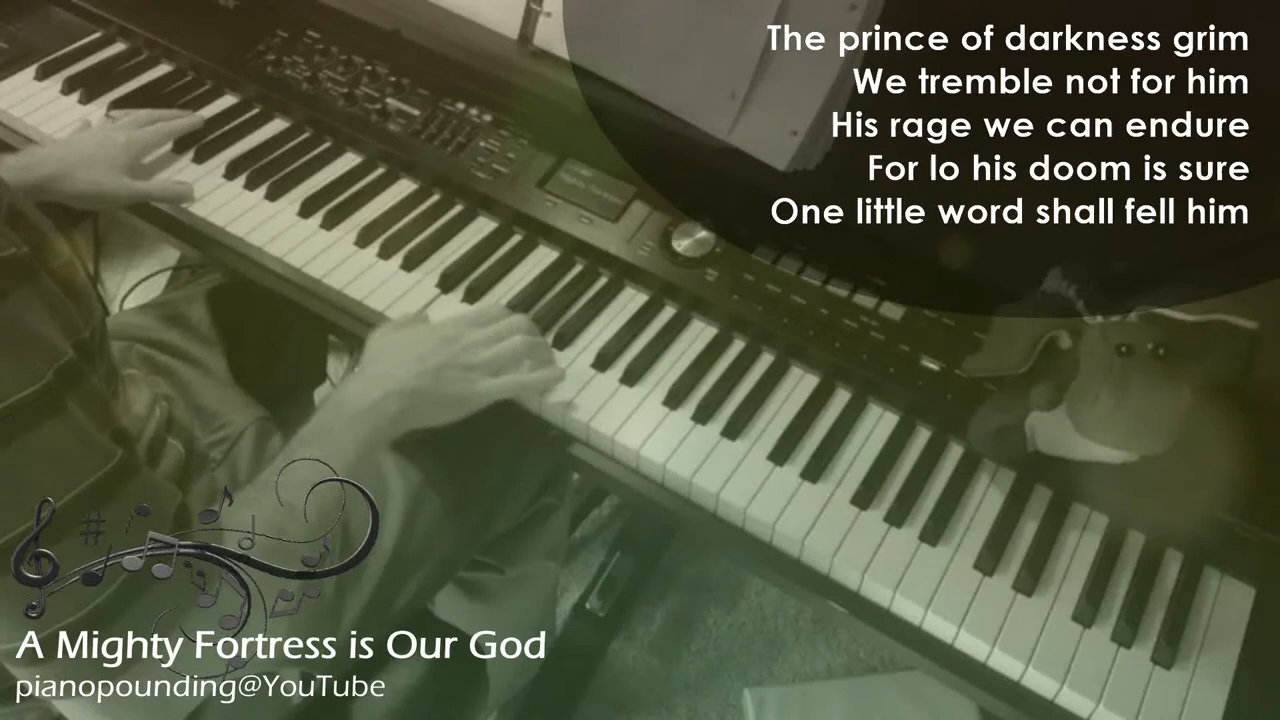 The prince of darkness grim
We tremble not for him
His rage we can endure
For lo his doom is sure
One little word shall fell him
A Mighty Fortress is Our God
pianopounding@YouTube